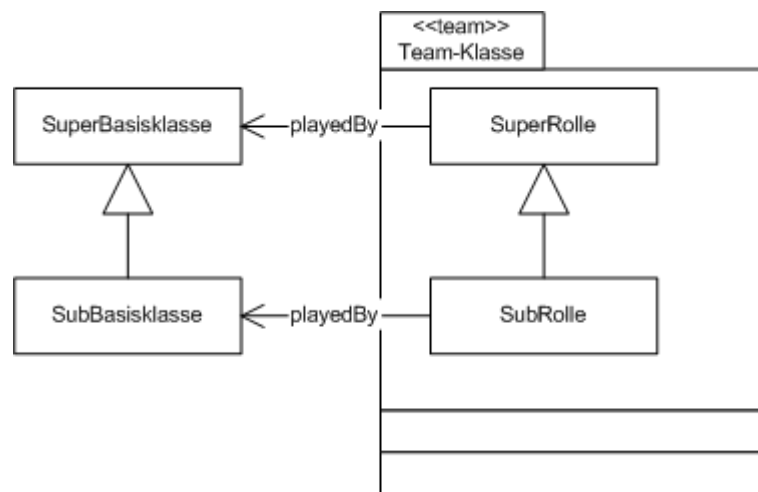 <<team>>
Team-Klasse
SuperBasisklasse
playedBy
SuperRolle
SubBasisklasse
playedBy
SubRolle